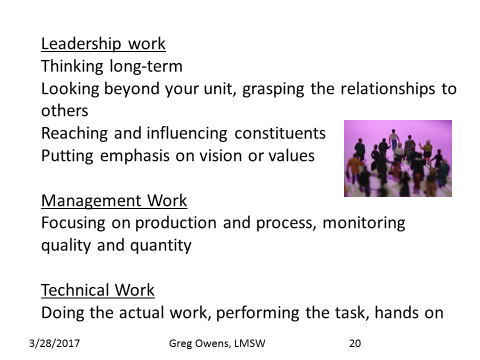 Leadership work
Thinking long-term
Looking beyond your unit, grasping the relationships to
others
Reaching and influencing constituents
Putting emphasis on vision or values
Management Work
Focusing on production and process, monitoring
quality and quantity
Technical Work
Doing the actual work, performing the task, hands on
3/28/2017 Greg Owens, LMSW 20